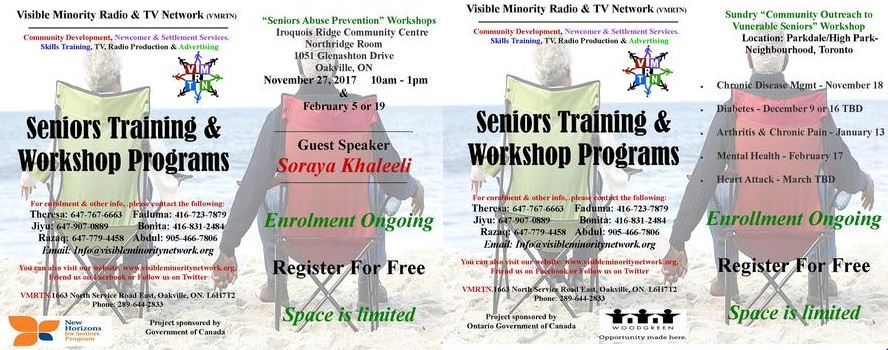 Visible Minority Radio & TV Network (VMRTN)
Community Development, Newcomer & Settlement Services.
Skills Training, TV, Radio Production & Advertising
V M
R T N
Seniors Training &
Workshop Programs
For enrolment & other info, please contact the following:
Theresa: 647-767-6663 Faduma: 416-723-7879
Jiyu: 647-907-0889 Bonita: 416-831-2484
Razaq: 647-779-4458 Abdul: 905-466-7806
Email: Info@visibleminoritynetwork.org
You can also visit our website: www.visibleminoritynetwork.org,
Friend us on Facebook or Follow us on Twitter
VMRTN.1663 North Service Road East, Oakville, ON. L6H7T2
Phone: 289-644-2833
New
Horizons
for Seniors
Program
Project sponsored by
Government of Canada
"Seniors Abuse Prevention" Workshops
Iroquois Ridge Community Centre
Northridge Room
1051 Glenashton Drive
Oakville, ON
November 27, 2017 10am - 1pm
&
February 5 or 19
Guest Speaker
Soraya Khaleeli
Enrolment Ongoing
Register For Free
Space is limited
Visible Minority Radio & TV Network (VMRTN)
Community Development, Newcomer & Settlement Services.
Skills Training, TV, Radio Production & Advertising
V M
R T N
Seniors Training &
Workshop Programs
For enrolment & other info, please contact the following:
Theresa: 647-767-6663 Faduma: 416-723-7879
Jiyu: 647-907-0889 Bonita: 416-831-2484
Razaq: 647-779-4458 Abdul: 905-466-7806
Email: Info@visibleminoritynetwork.org
You can also visit our website: www.visibleminoritynetwork.org,
Friend us on Facebook or Follow us on Twitter
VMRTN.1663 North Service Road East, Oakville, ON. L6H7T2
Phone: 289-644-2833
Project sponsored by
Ontario Government of Canada
WOODGREEN
Opportunity made here.
Sundry "Community Outreach to
Vunerable Seniors" Workshop
Location: Parkdale/High Park-
Neighbourhood, Toronto
• Chronic Disease Mgmt - November 18
• Diabetes - December 9 or 16 TBD
• Arthritis & Chronic Pain - January 13
• Mental Health - February 17
• Heart Attack - March TBD
Enrollment Ongoing
Register For Free
Space is limited